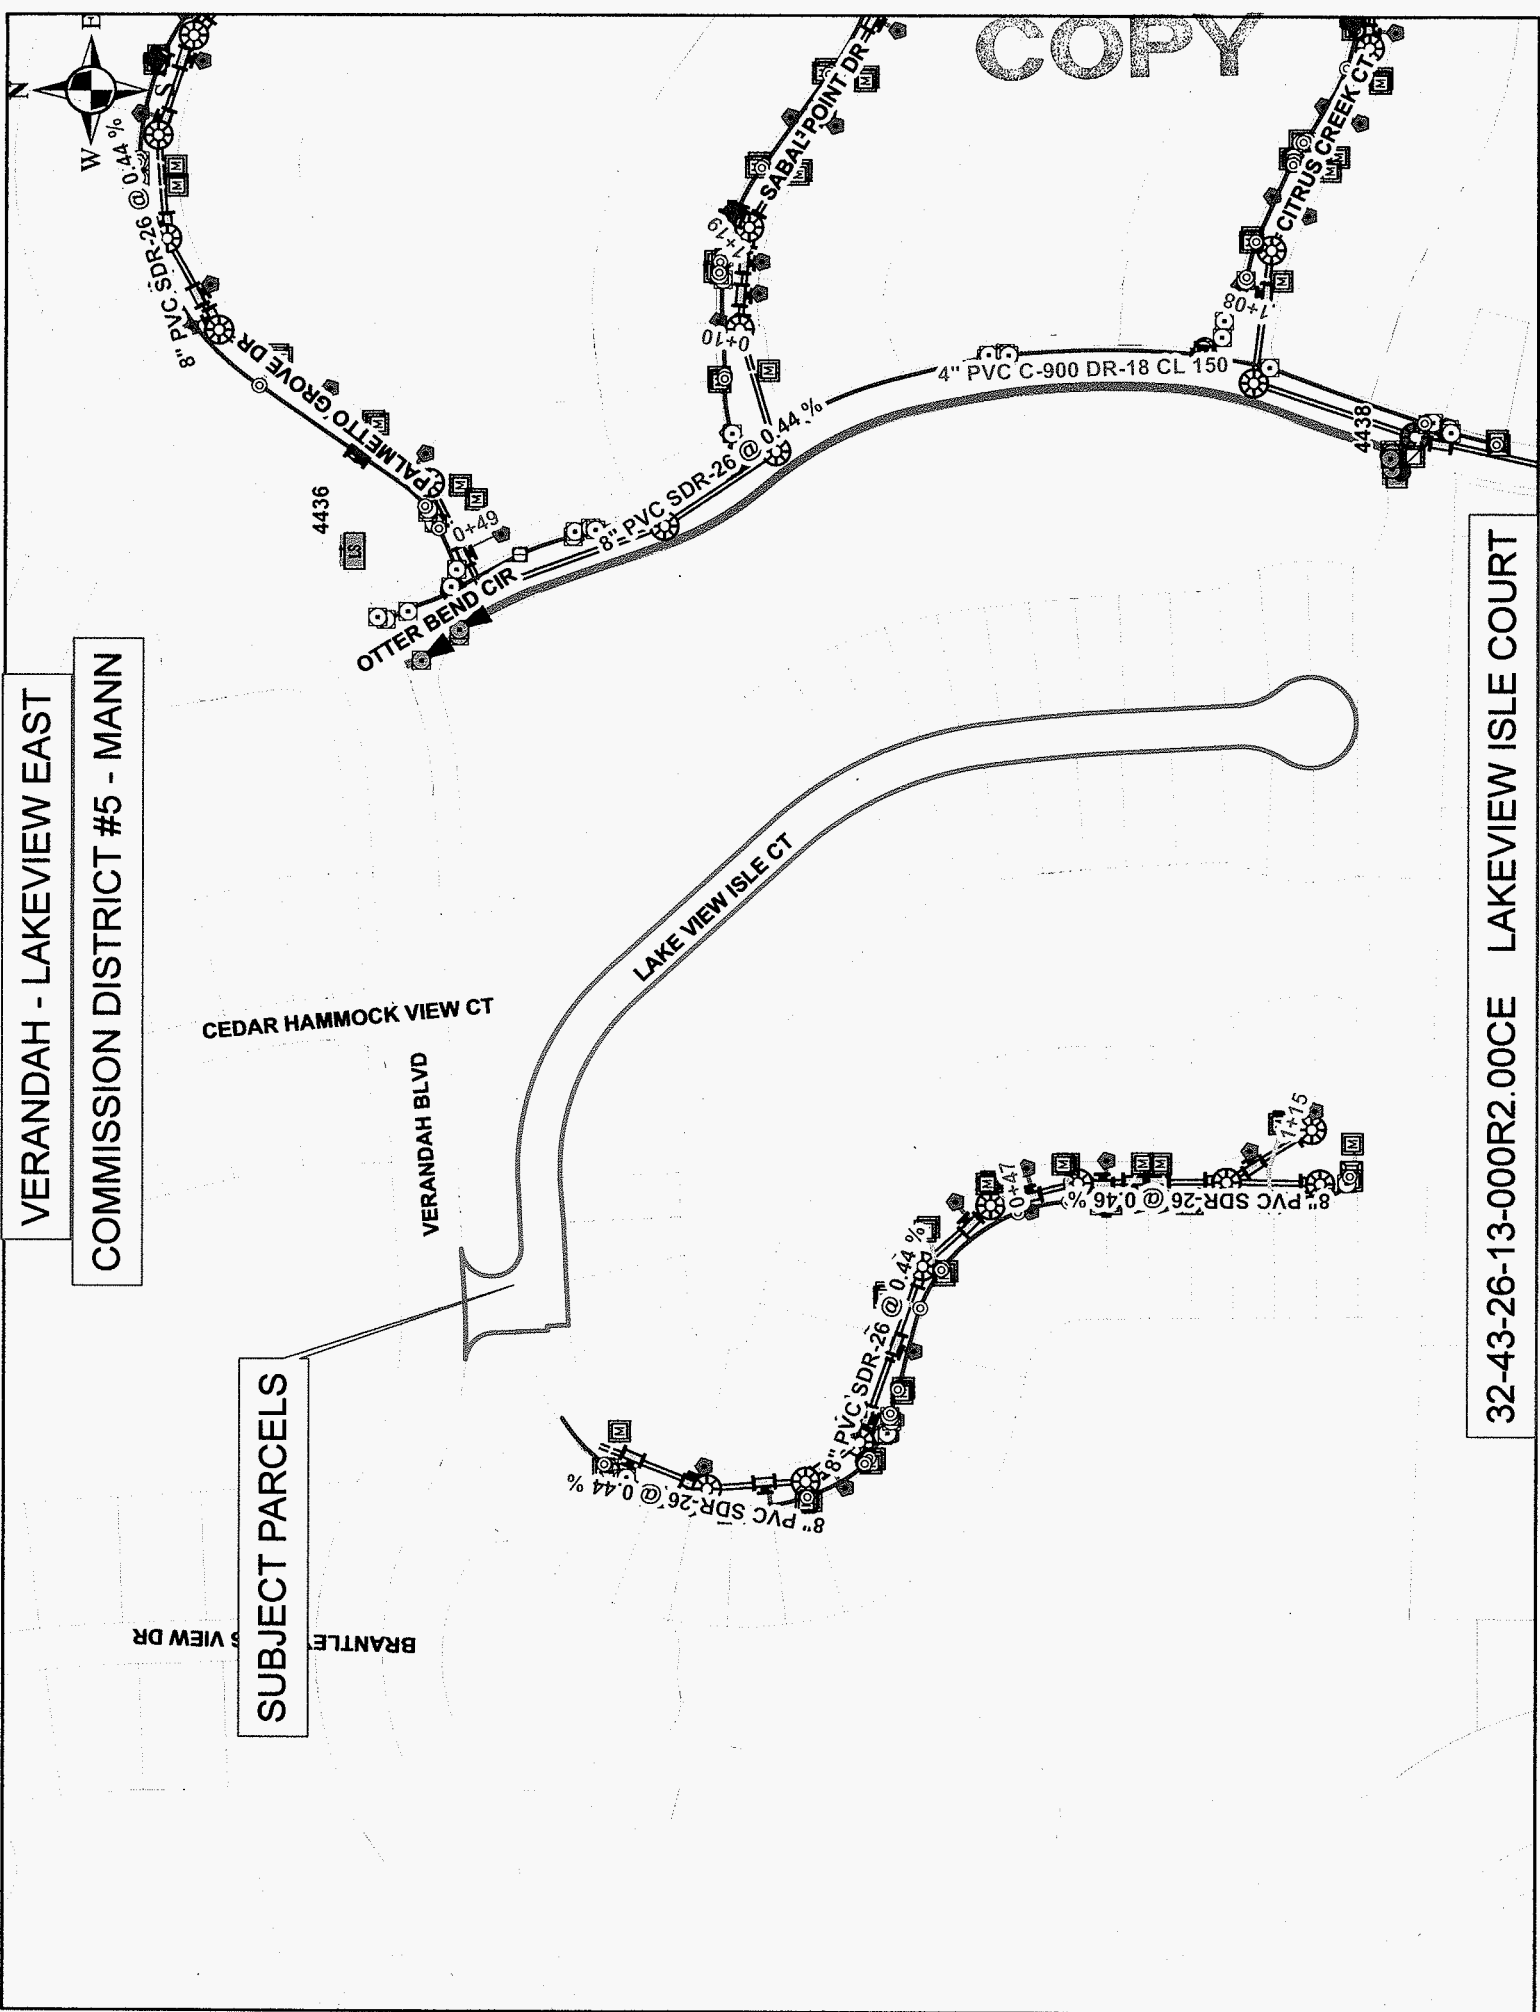 VERANDAH - LAKEVIEW EAST
COMMISSION DISTRICT #5 - MANN
N
E
S
W
COPY
8" PVC SDR-26 @ 0.44 %
PALMETTO GROVE DR
4436
LS
0+49
OTTER BEND CIR
8" PVC SDR-26 @ 0.44 %
SABAL POINT DR
1+19
0+10
4" PVC C-900 DR-18 CL 150
CITRUS CREEK CT
1+08
4438
CEDAR HAMMOCK VIEW CT
VERANDAH BLVD
LAKE VIEW ISLE CT
SUBJECT PARCELS
BRANTLEY
VIEW DR
8" PVC SDR-26 @ 0.44 %
8" PVC SDR-26 @ 0.44 %
0+47
8" PVC SDR-26 @ 0.46 %
1+15
32-43-26-13-000R2.00CE LAKEVIEW ISLE COURT